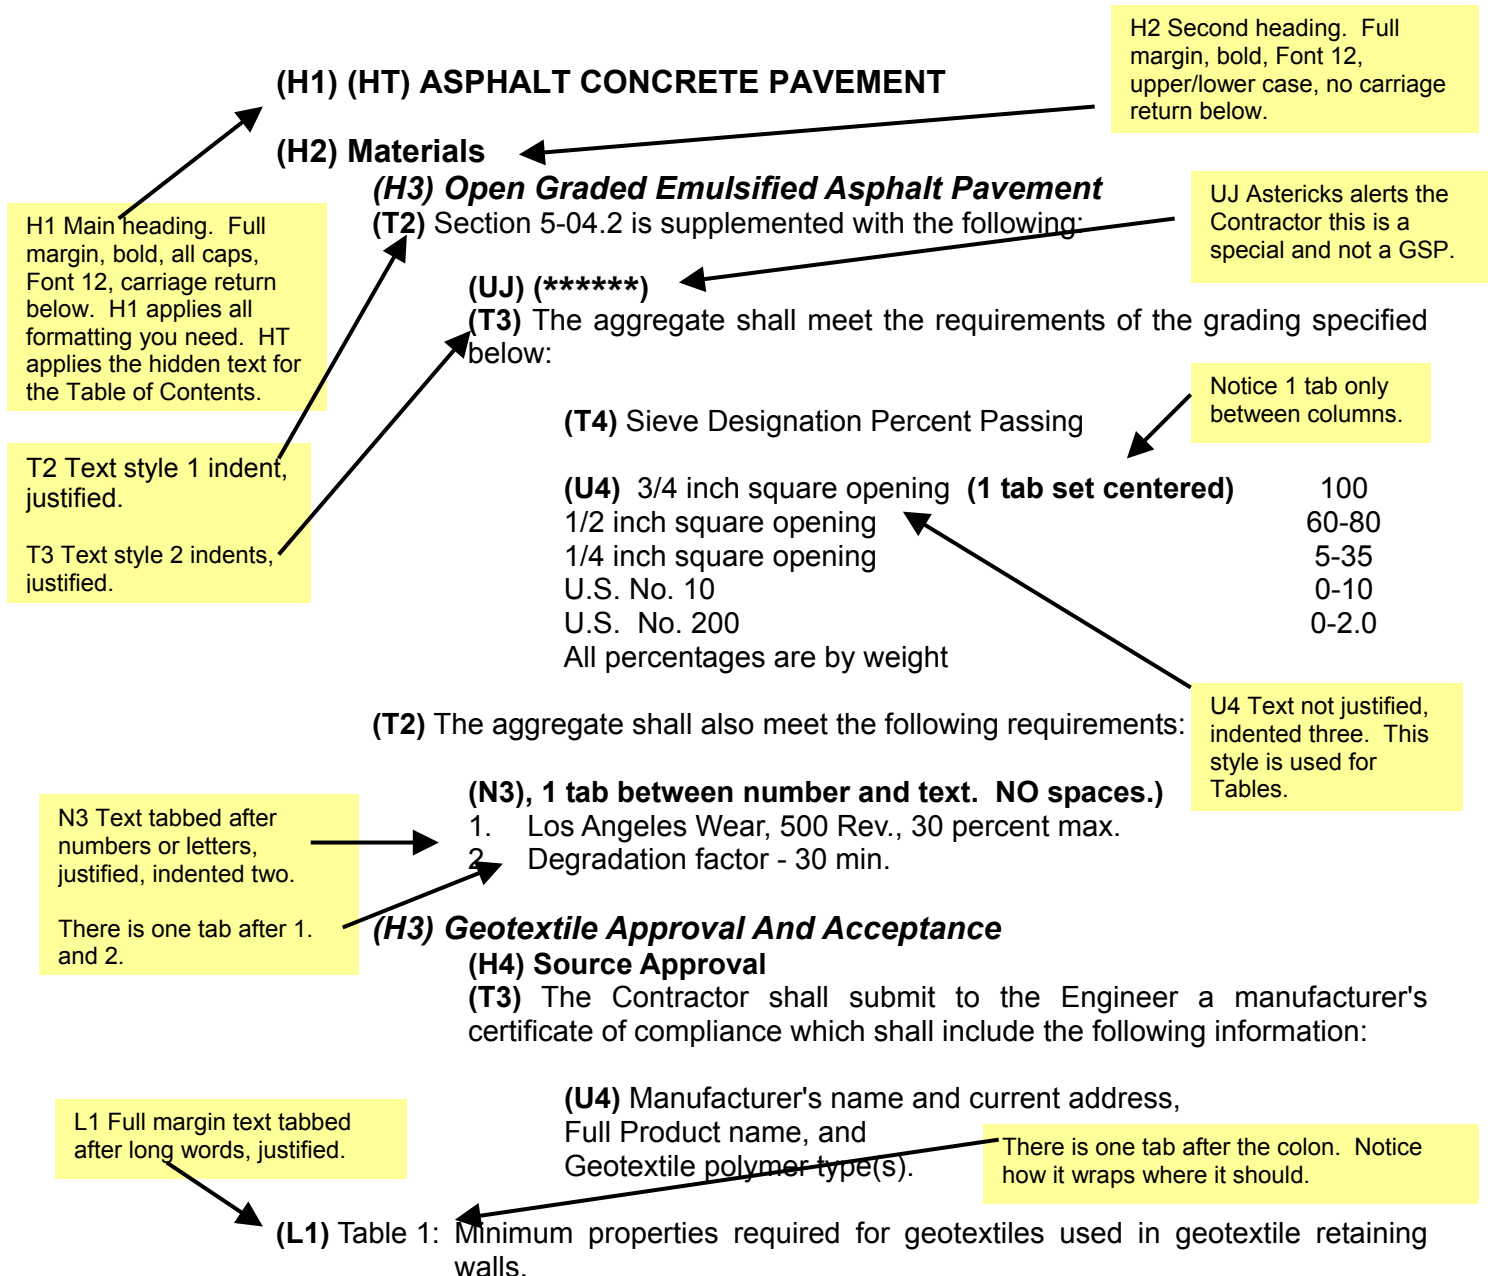 H2 Second heading.  Full
margin, bold, Font 12,
upper/lower case, no carriage
return below.
(H1) (HT) ASPHALT CONCRETE PAVEMENT
(H2) Materials
(H3) Open Graded Emulsified Asphalt Pavement
(T2) Section 5-04.2 is supplemented with the following:
UJ Astericks alerts the
Contractor this is a
special and not a GSP.
H1 Main heading.  Full
margin, bold, all caps,
Font 12, carriage return
below.  H1 applies all
formatting you need.  HT
applies the hidden text for
the Table of Contents.
(UJ) (******)
(T3) The aggregate shall meet the requirements of the grading specified
below:
Notice 1 tab only
between columns.
(T4) Sieve Designation Percent Passing
T2 Text style 1 indent,
justified.
T3 Text style 2 indents,
justified.
(U4)  3/4 inch square opening  (1 tab set centered) 100
1/2 inch square opening 60-80
1/4 inch square opening 5-35
U.S. No. 10 0-10
U.S.  No. 200 0-2.0
All percentages are by weight
U4 Text not justified,
indented three.  This
style is used for
Tables.
(T2) The aggregate shall also meet the following requirements:
(N3), 1 tab between number and text.  NO spaces.)
1. Los Angeles Wear, 500 Rev., 30 percent max.
2. Degradation factor - 30 min.
N3 Text tabbed after
numbers or letters,
justified, indented two.
There is one tab after 1.
and 2.
(H3) Geotextile Approval And Acceptance
(H4) Source Approval
(T3) The Contractor shall submit to the Engineer a manufacturer's
certificate of compliance which shall include the following information:
(U4) Manufacturer's name and current address,
Full Product name, and
Geotextile polymer type(s).
L1 Full margin text tabbed
after long words, justified.
There is one tab after the colon.  Notice
how it wraps where it should.
(L1) Table 1: Minimum properties required for geotextiles used in geotextile retaining
walls.